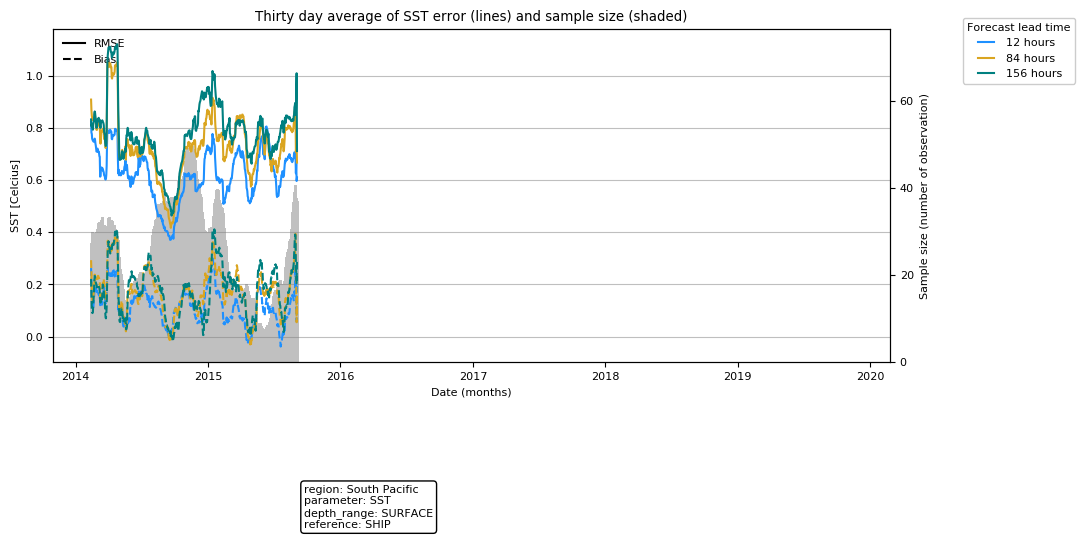 Thirty day average of SST error (lines) and sample size (shaded)
RMSE
Bias
Forecast lead time
12 hours
84 hours
156 hours
SST [Celcius]
1.0
0.8
0.6
0.4
0.2
0.0
60
40
20
0
Sample size (number of observation)
2014 2015 2016 2017 2018 2019 2020
Date (months)
region: South Pacific
parameter: SST
depth_range: SURFACE
reference: SHIP